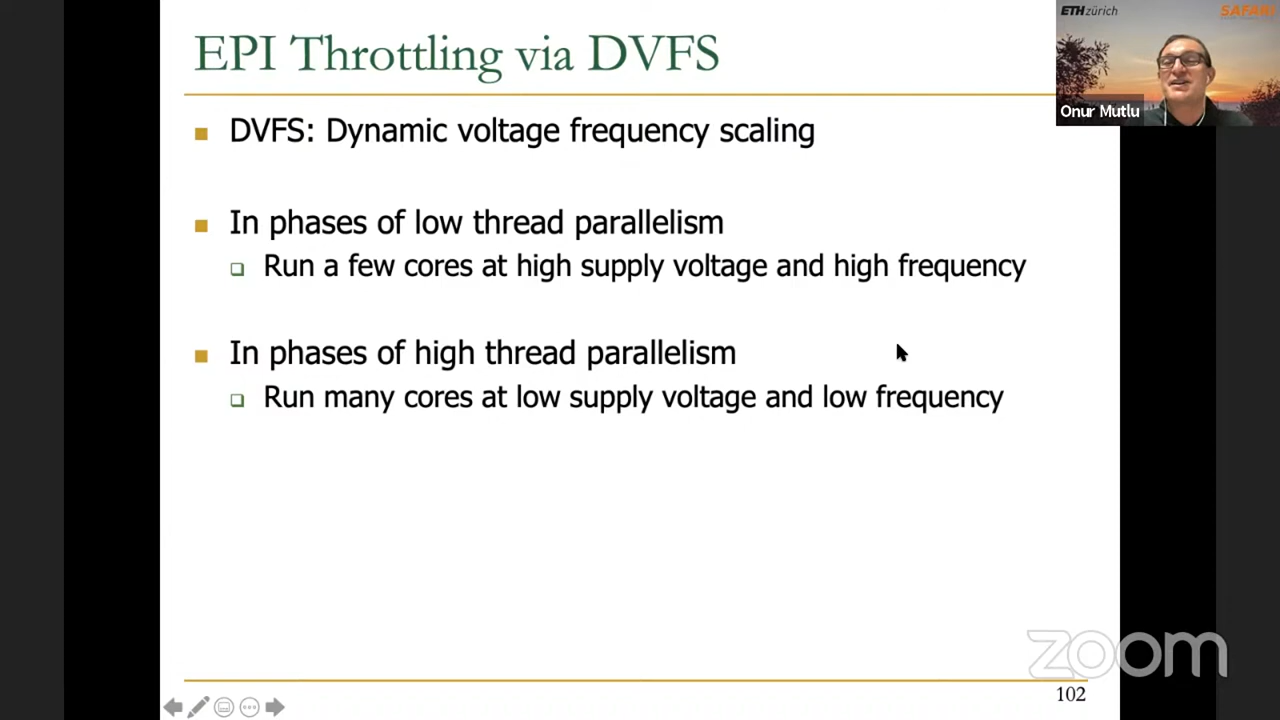 EPI Throttling via DVFS
DVFS: Dynamic voltage frequency scaling
In phases of low thread parallelism
Run a few cores at high supply voltage and high frequency
In phases of high thread parallelism
Run many cores at low supply voltage and low frequency
ETH zürich
SAFARI
Onur Mutlu
zoom
102